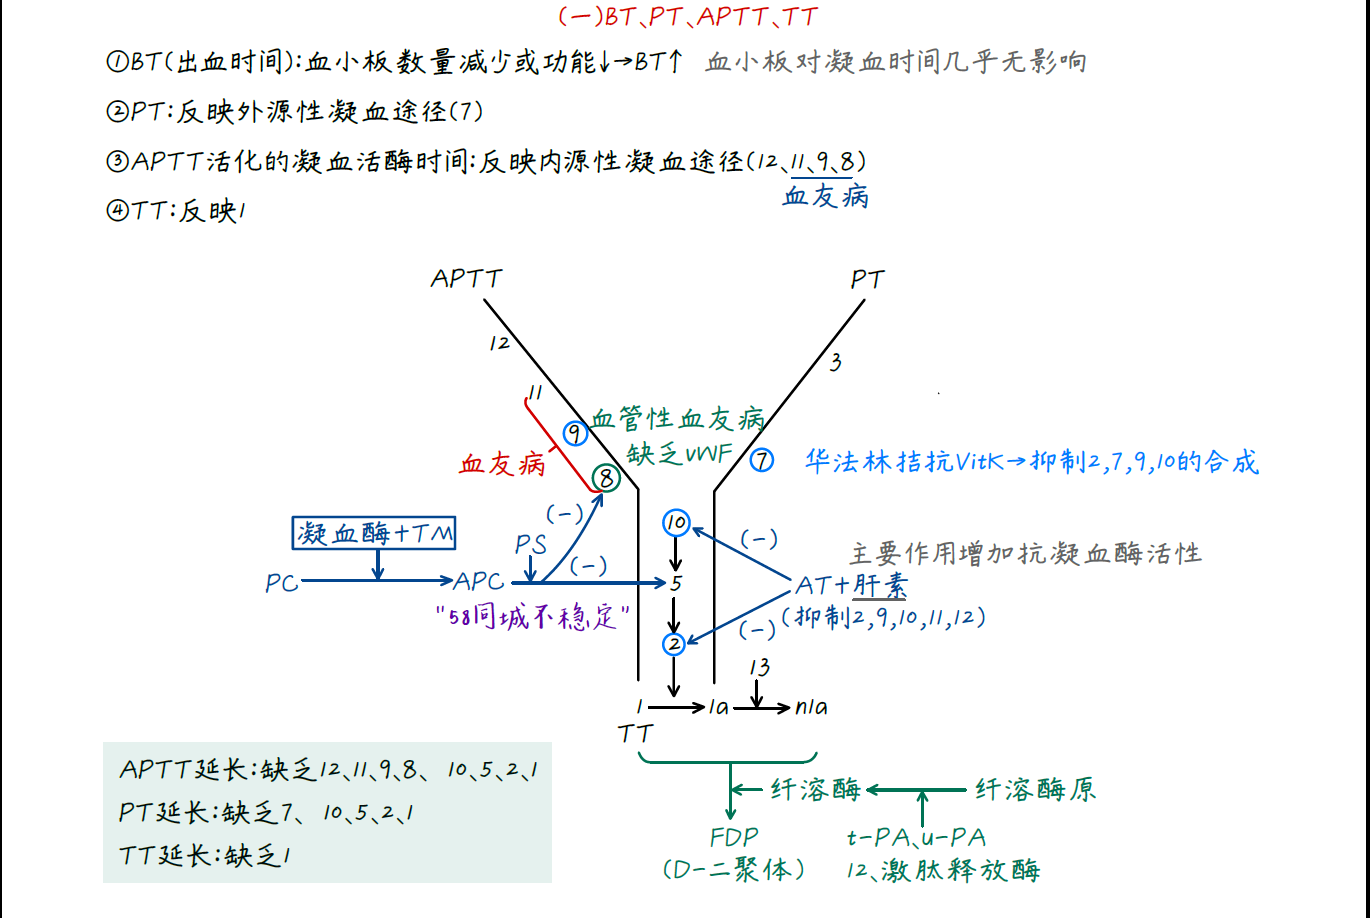 (一)BT、PT、APTT、TT
①BT(出血时间):血小板数量减少或功能↓→BT↑ 血小板对凝血时间几乎无影响
②PT:反映外源性凝血途径(7)
③APTT活化的凝血活酶时间:反映内源性凝血途径(12、11、9、8)
血友病
④TT:反映1
APTT
PT
12
3
11
9
血管性血友病
缺乏vWF
血友病
8
7
华法林拮抗VitK→抑制2,7,9,10的合成
(-)
10
凝血酶+TM
PS
(-)
(-)
主要作用增加抗凝血酶活性
PC
APC
5
AT+肝素
"58同城不稳定"
(抑制2,9,10,11,12)
2
(-)
13
1
1a
n1a
TT
APTT延长:缺乏12、11、9、8、 10、5、2、1
PT延长:缺乏7、 10、5、2、1
TT延长:缺乏1
纤溶酶
纤溶酶原
FDP
(D-二聚体)
t-PA、u-PA
12、激肽释放酶